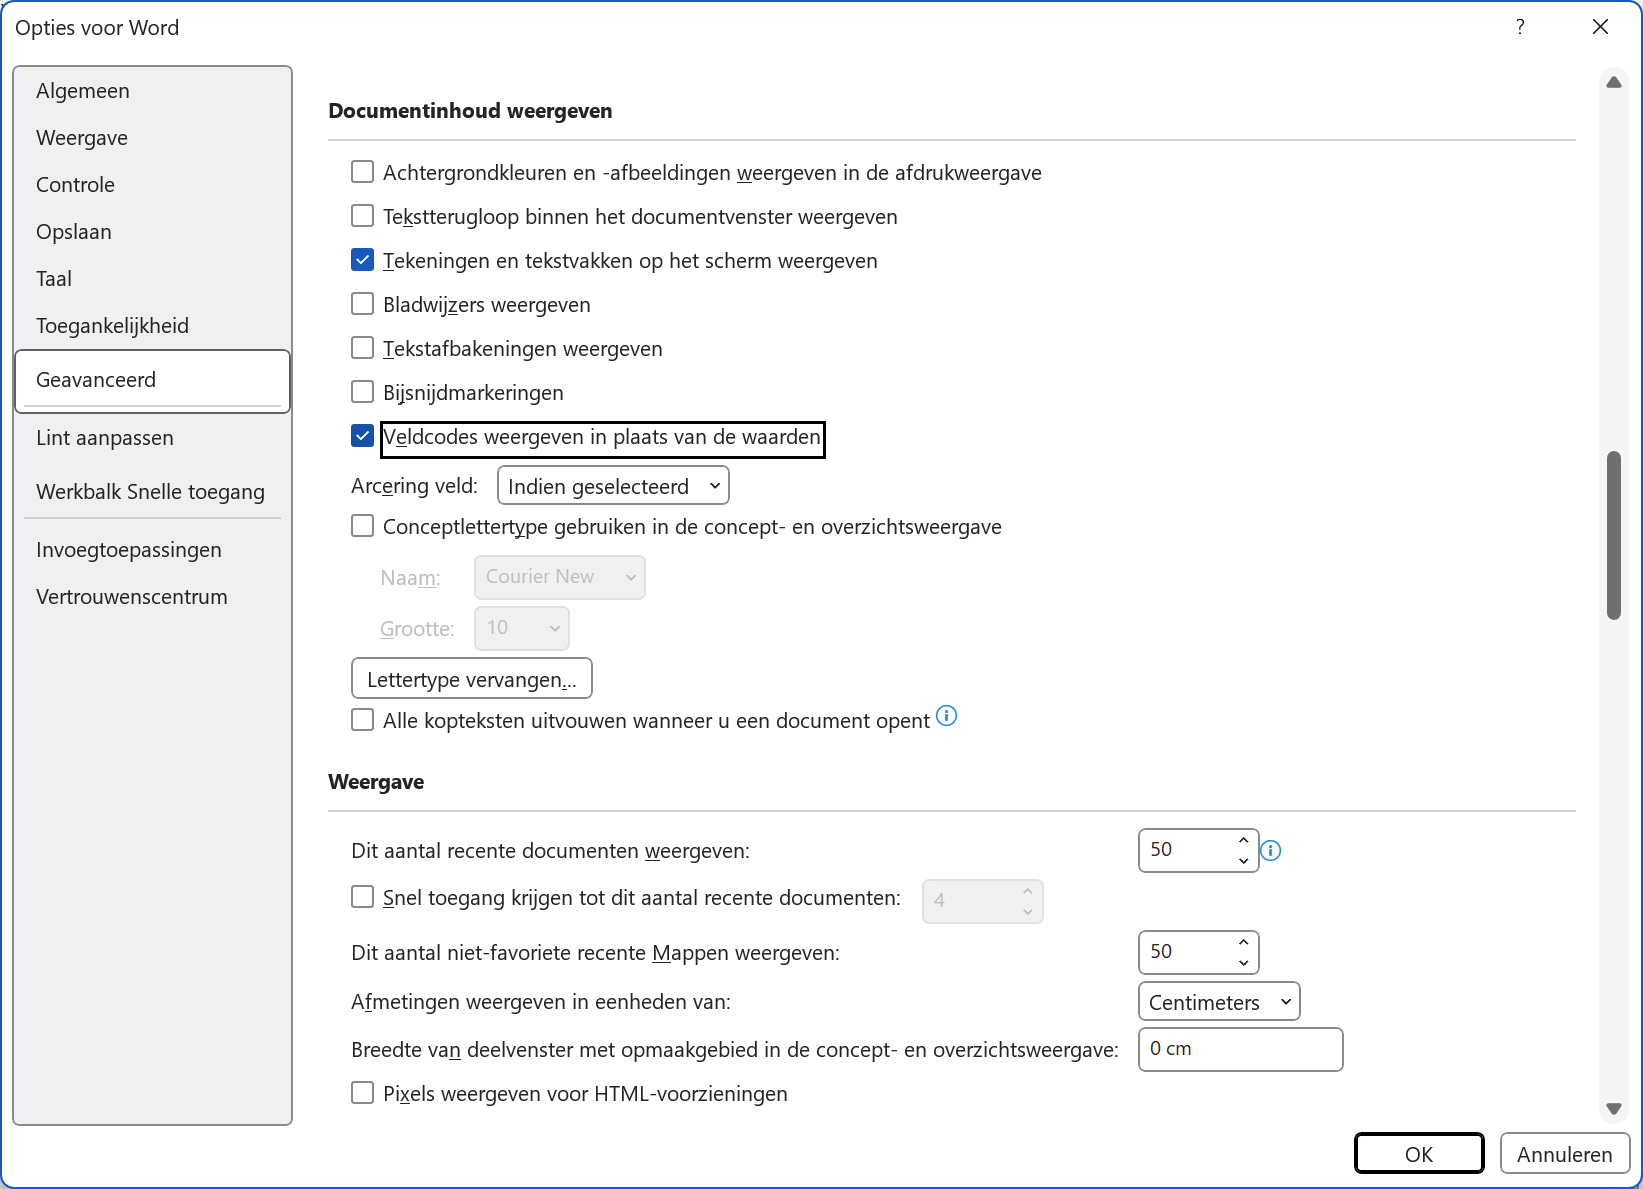 Opties voor Word
?
Algemeen
Weergave
Controle
Opslaan
Taal
Toegankelijkheid
Geavanceerd
Lint aanpassen
Werkbalk Snelle toegang
Invoegtoepassingen
Vertrouwenscentrum
Documentinhoud weergeven
Achtergrondkleuren en -afbeeldingen weergeven in de afdrukweergave
Tekstterugloop binnen het documentvenster weergeven
Tekeningen en tekstvakken op het scherm weergeven
Bladwijzers weergeven
Tekstafbakeningen weergeven
Bijsnijdmarkeringen
Veldcodes weergeven in plaats van de waarden
Arcering veld: Indien geselecteerd
Conceptlettertype gebruiken in de concept- en overzichtsweergave
Naam: Courier New
Grootte: 10
Lettertype vervangen...
Alle kopteksten uitvouwen wanneer u een document opent
Weergave
Dit aantal recente documenten weergeven: 50
Snel toegang krijgen tot dit aantal recente documenten: 4
Dit aantal niet-favoriete recente Mappen weergeven: 50
Afmetingen weergeven in eenheden van: Centimeters
Breedte van deelvenster met opmaakgebied in de concept- en overzichtsweergave: 0 cm
Pixels weergeven voor HTML-voorzieningen
OK Annuleren